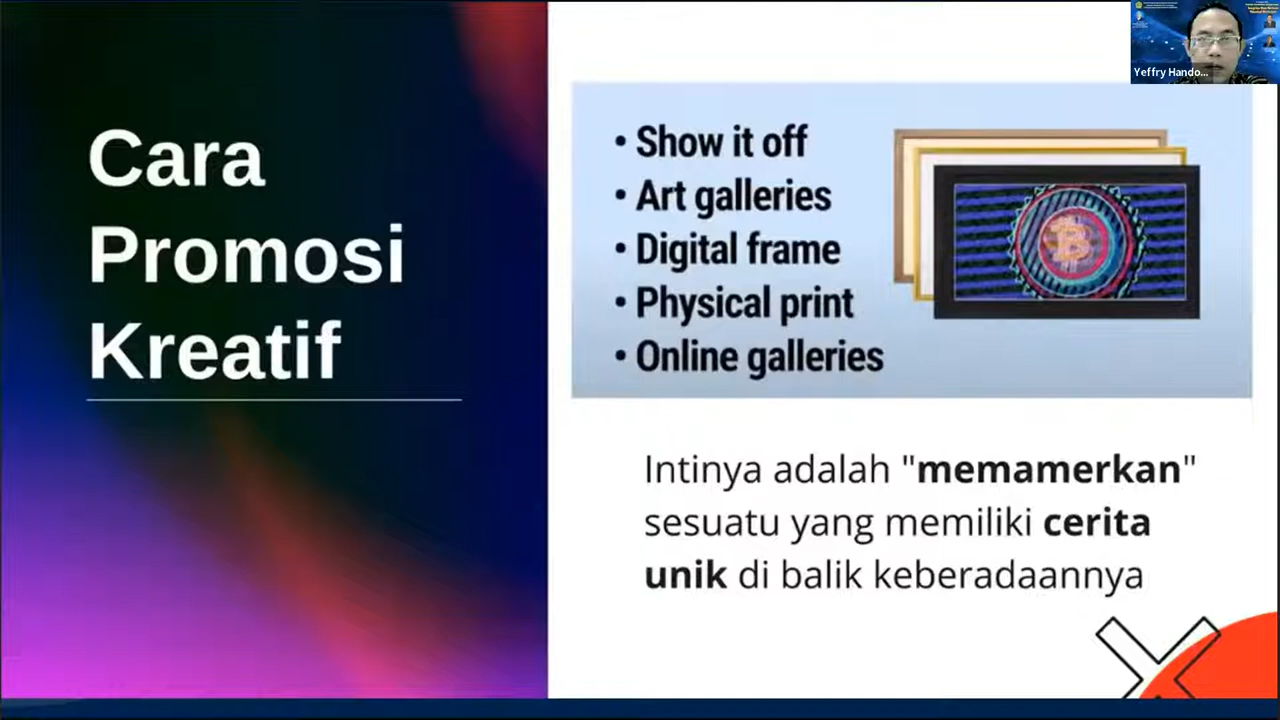 Cara
Promosi
Kreatif
• Show it off
• Art galleries
• Digital frame
• Physical print
• Online galleries
Intinya adalah "memamerkan"
sesuatu yang memiliki cerita
unik di balik keberadaannya
Yeffry Hando...